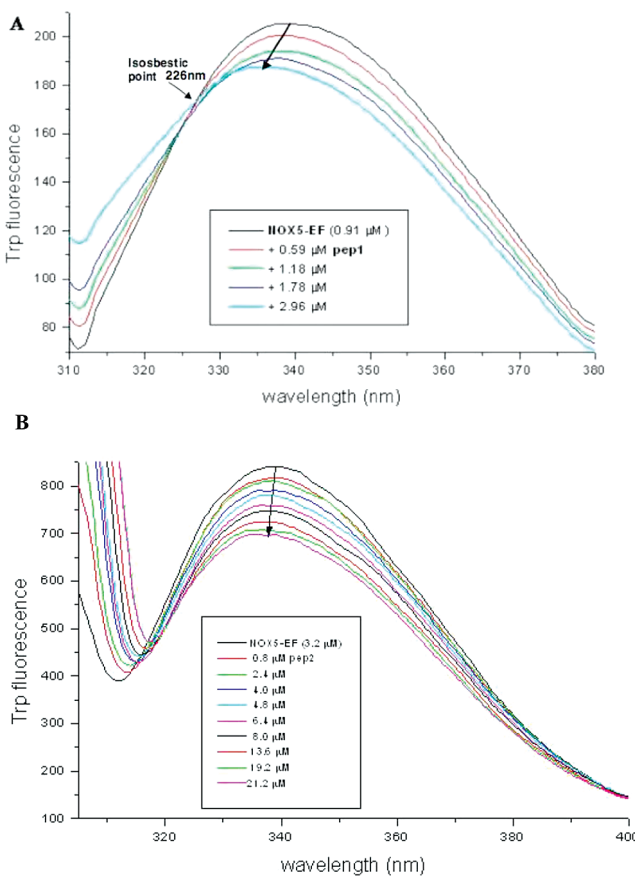 A
Isosbestic
point 226nm
200
180
160
140
120
100
80
Trp fluorescence
NOX5-EF (0.91 µM )
+ 0.59 µM pep1
+ 1.18 µM
+ 1.78 µM
+ 2.96 µM
310 320 330 340 350 360 370 380
wavelength (nm)
B
800
700
600
500
400
300
200
100
Trp fluorescence
NOX5-EF (3.2 µM)
0.8 µM pep2
2.4 µM
4.0 µM
4.8 µM
6.4 µM
8.0 µM
13.6 µM
19.2 µM
21.2 µM
320 340 360 380 400
wavelength (nm)